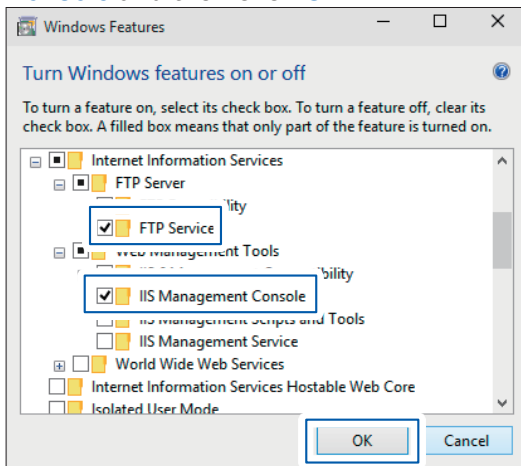 Windows Features
Turn Windows features on or off
To turn a feature on, select its check box. To turn a feature off, clear its
check box. A filled box means that only part of the feature is turned on.
Internet Information Services
FTP Server
FTP Service
Web Management Tools
IIS Management Console
IIS Management Scripts and Tools
IIS Management Service
World Wide Web Services
Internet Information Services Hostable Web Core
Isolated User Mode
OK
Cancel